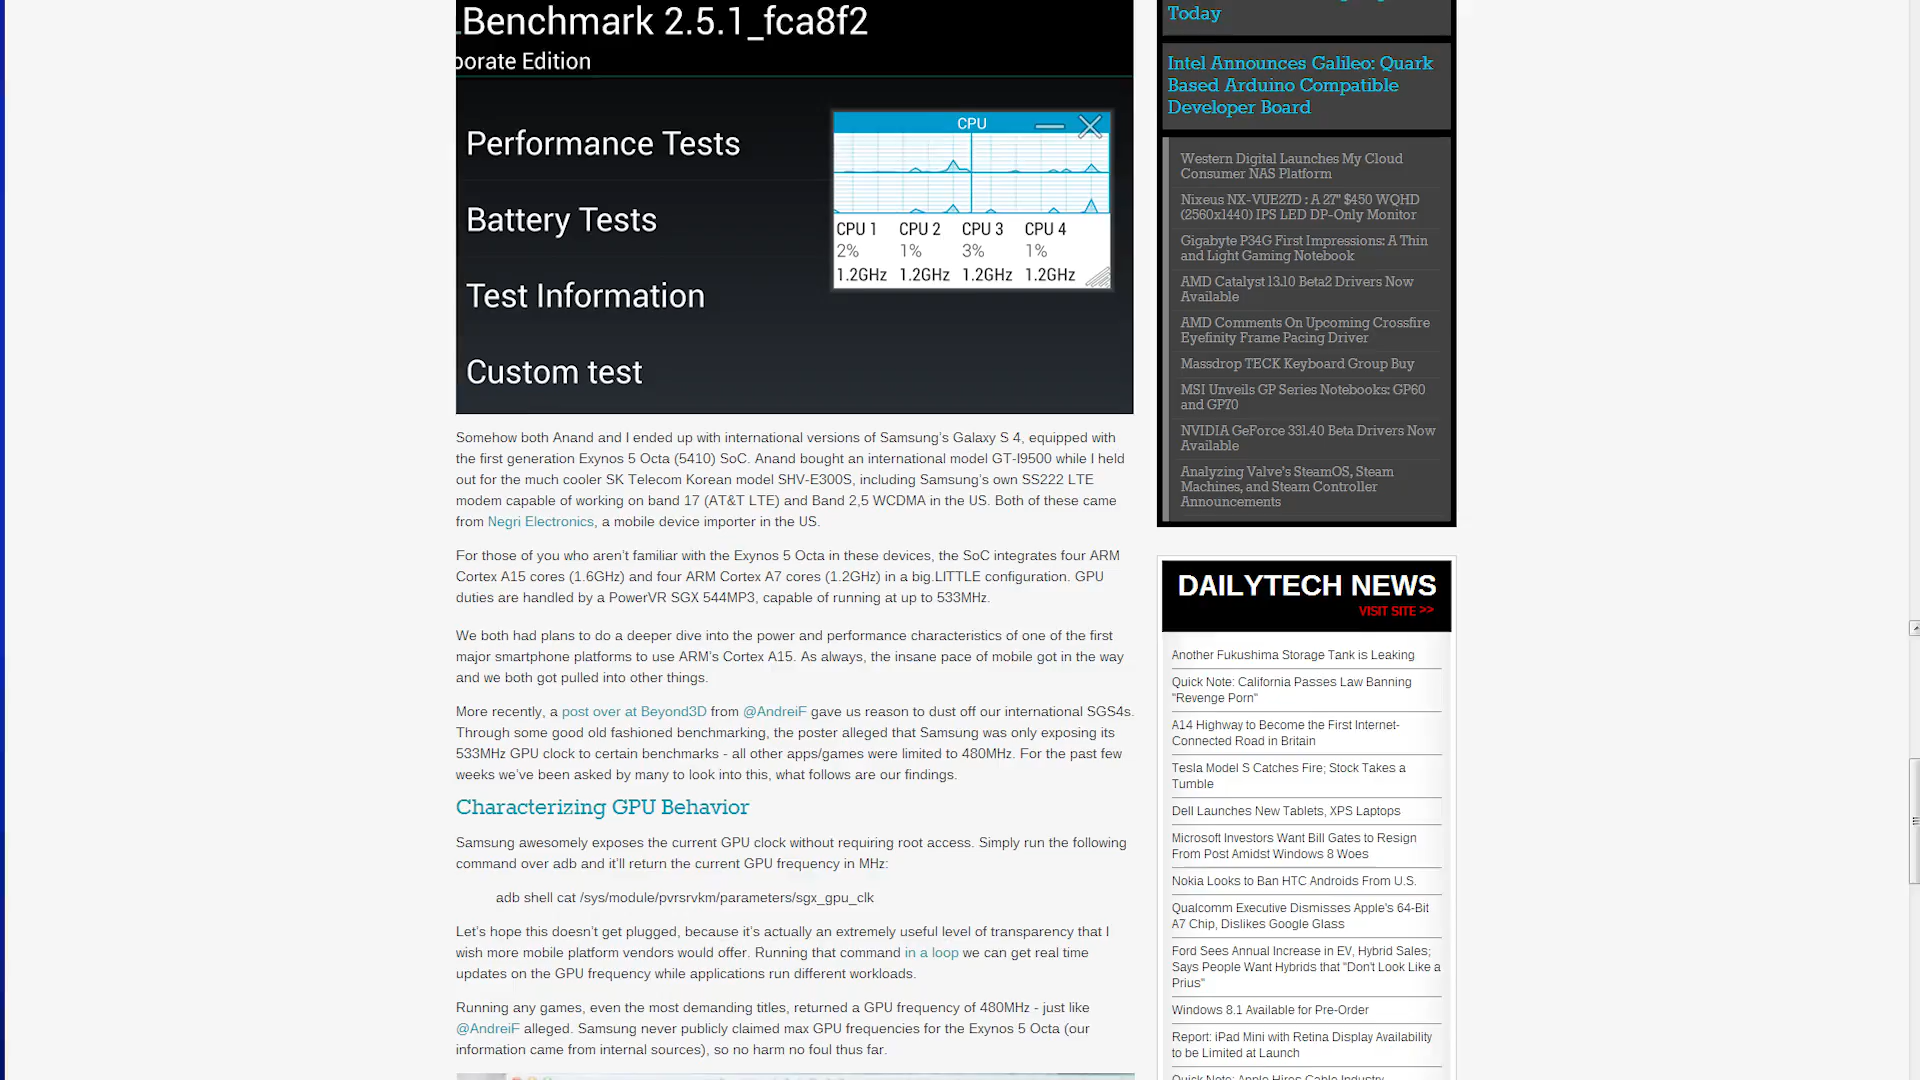 Benchmark 2.5.1_fca8f2
orate Edition
Performance Tests
Battery Tests
Test Information
Custom test
CPU
CPU 1
CPU 2
CPU 3
CPU 4
2%
1%
3%
1%
1.2GHz
1.2GHz
1.2GHz
1.2GHz
Somehow both Anand and I ended up with international versions of Samsung's Galaxy S 4, equipped with
the first generation Exynos 5 Octa (5410) SoC. Anand bought an international model GT-I9500 while I held
out for the much cooler SK Telecom Korean model SHV-E300S, including Samsung's own SS222 LTE
modem capable of working on band 17 (AT&T LTE) and Band 2,5 WCDMA in the US. Both of these came
from Negri Electronics, a mobile device importer in the US.
For those of you who aren't familiar with the Exynos 5 Octa in these devices, the SoC integrates four ARM
Cortex A15 cores (1.6GHz) and four ARM Cortex A7 cores (1.2GHz) in a big.LITTLE configuration. GPU
duties are handled by a PowerVR SGX 544MP3, capable of running at up to 533MHz.
We both had plans to do a deeper dive into the power and performance characteristics of one of the first
major smartphone platforms to use ARM's Cortex A15. As always, the insane pace of mobile got in the way
and we both got pulled into other things.
More recently, a post over at Beyond3D from @AndreiF gave us reason to dust off our international SGS4s.
Through some good old fashioned benchmarking, the poster alleged that Samsung was only exposing its
533MHz GPU clock to certain benchmarks - all other apps/games were limited to 480MHz. For the past few
weeks we've been asked by many to look into this, what follows are our findings.
Characterizing GPU Behavior
Samsung awesomely exposes the current GPU clock without requiring root access. Simply run the following
command over adb and it'll return the current GPU frequency in MHz:
adb shell cat /sys/module/pvrsrvkm/parameters/sgx_gpu_clk
Let's hope this doesn't get plugged, because it's actually an extremely useful level of transparency that I
wish more mobile platform vendors would offer. Running that command in a loop we can get real time
updates on the GPU frequency while applications run different workloads.
Running any games, even the most demanding titles, returned a GPU frequency of 480MHz - just like
@AndreiF alleged. Samsung never publicly claimed max GPU frequencies for the Exynos 5 Octa (our
information came from internal sources), so no harm no foul thus far.
Today
Intel Announces Galileo: Quark
Based Arduino Compatible
Developer Board
Western Digital Launches My Cloud
Consumer NAS Platform
Nixeus NX-VUE27D : A 27" $450 WQHD
(2560x1440) IPS LED DP-Only Monitor
Gigabyte P34G First Impressions: A Thin
and Light Gaming Notebook
AMD Catalyst 13.10 Beta2 Drivers Now
Available
AMD Comments On Upcoming Crossfire
Eyefinity Frame Pacing Driver
Massdrop TECK Keyboard Group Buy
MSI Unveils GP Series Notebooks: GP60
and GP70
NVIDIA GeForce 331.40 Beta Drivers Now
Available
Analyzing Valve's SteamOS, Steam
Machines, and Steam Controller
Announcements
DAILYTECH NEWS
VISIT SITE >>
Another Fukushima Storage Tank is Leaking
Quick Note: California Passes Law Banning
"Revenge Porn"
A14 Highway to Become the First Internet-
Connected Road in Britain
Tesla Model S Catches Fire; Stock Takes a
Tumble
Dell Launches New Tablets, XPS Laptops
Microsoft Investors Want Bill Gates to Resign
From Post Amidst Windows 8 Woes
Nokia Looks to Ban HTC Androids From U.S.
Qualcomm Executive Dismisses Apple's 64-Bit
A7 Chip, Dislikes Google Glass
Ford Sees Annual Increase in EV, Hybrid Sales;
Says People Want Hybrids that "Don't Look Like a
Prius"
Windows 8.1 Available for Pre-Order
Report: iPad Mini with Retina Display Availability
to be Limited at Launch
Quick Note: Apple Hires Cable Industry